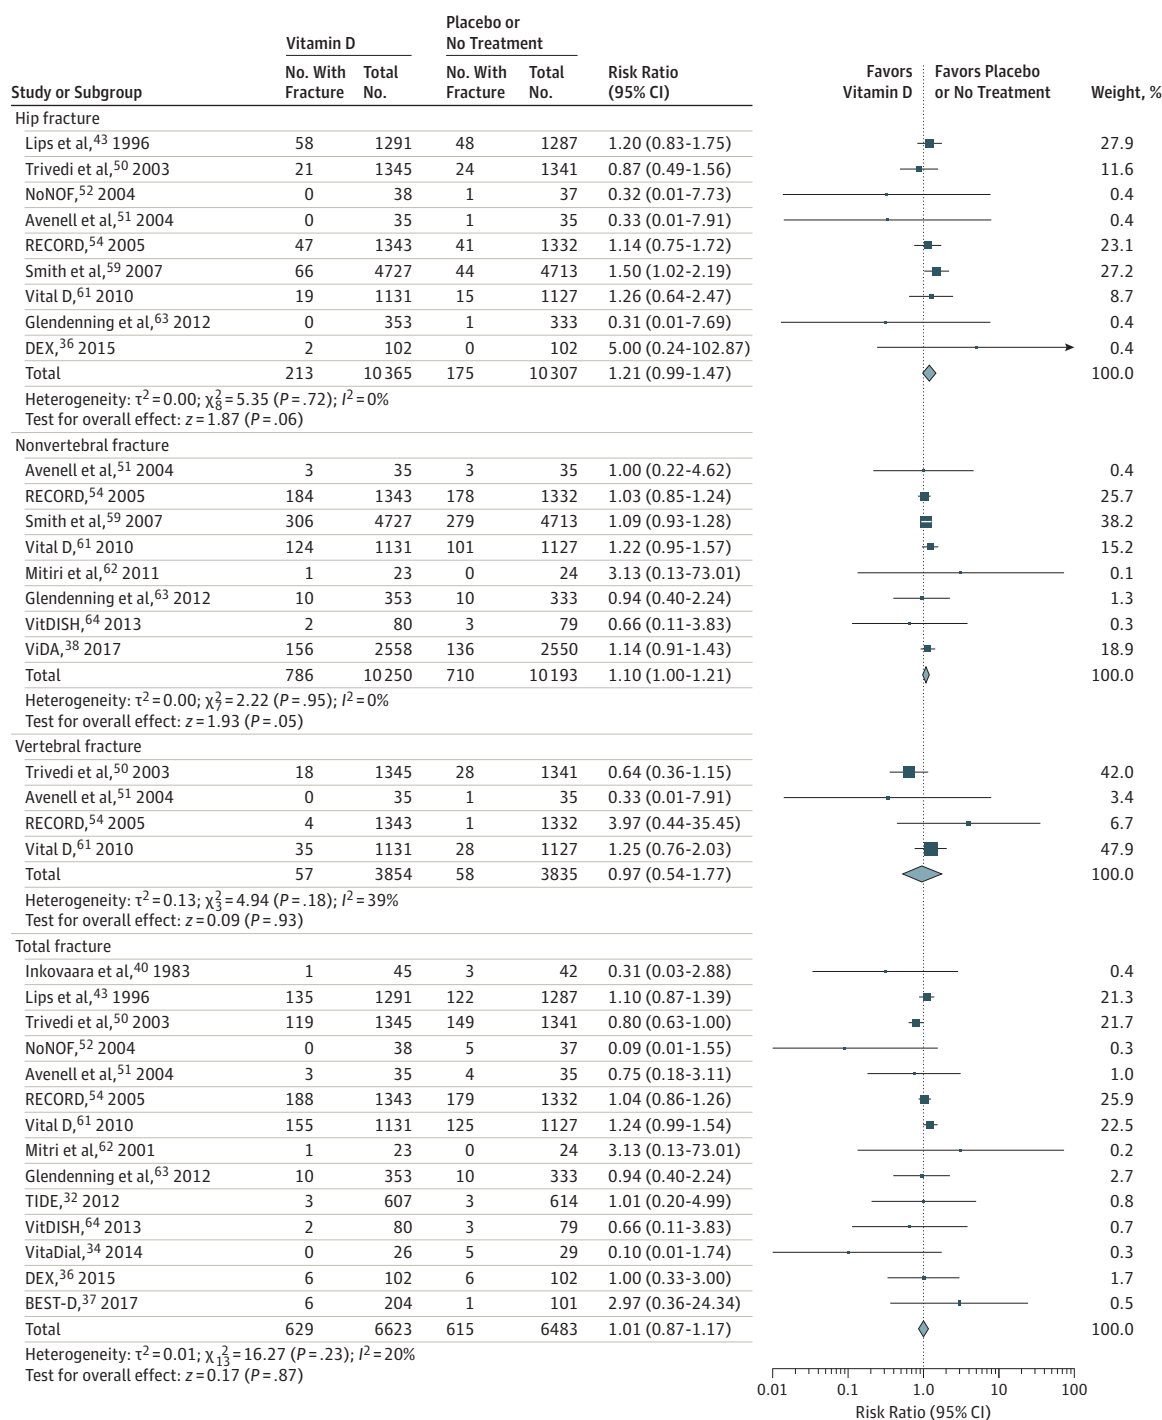 Vitamin D
Placebo or
No Treatment
Study or Subgroup
No. With
Fracture
Total
No.
No. With
Fracture
Total
No.
Risk Ratio
(95% CI)
Favors
Vitamin D
Favors Placebo
or No Treatment
Weight, %
Hip fracture
Lips et al,43 1996 58 1291 48 1287 1.20 (0.83-1.75) 27.9
Trivedi et al,50 2003 21 1345 24 1341 0.87 (0.49-1.56) 11.6
NoNOF,52 2004 0 38 1 37 0.32 (0.01-7.73) 0.4
Avenell et al,51 2004 0 35 1 35 0.33 (0.01-7.91) 0.4
RECORD,54 2005 47 1343 41 1332 1.14 (0.75-1.72) 23.1
Smith et al,59 2007 66 4727 44 4713 1.50 (1.02-2.19) 27.2
Vital D,61 2010 19 1131 15 1127 1.26 (0.64-2.47) 8.7
Glendenning et al,63 2012 0 353 1 333 0.31 (0.01-7.69) 0.4
DEX,36 2015 2 102 0 102 5.00 (0.24-102.87) 0.4
Total 213 10365 175 10307 1.21 (0.99-1.47) 100.0
Heterogeneity: τ2=0.00; χ28=5.35 (P=.72); I2=0%
Test for overall effect: z=1.87 (P=.06)
Nonvertebral fracture
Avenell et al,51 2004 3 35 3 35 1.00 (0.22-4.62) 0.4
RECORD,54 2005 184 1343 178 1332 1.03 (0.85-1.24) 25.7
Smith et al,59 2007 306 4727 279 4713 1.09 (0.93-1.28) 38.2
Vital D,61 2010 124 1131 101 1127 1.22 (0.95-1.57) 15.2
Mitiri et al,62 2011 1 23 0 24 3.13 (0.13-73.01) 0.1
Glendenning et al,63 2012 10 353 10 333 0.94 (0.40-2.24) 1.3
VitDISH,64 2013 2 80 3 79 0.66 (0.11-3.83) 0.3
ViDA,38 2017 156 2558 136 2550 1.14 (0.91-1.43) 18.9
Total 786 10250 710 10193 1.10 (1.00-1.21) 100.0
Heterogeneity: τ2=0.00; χ27=2.22 (P=.95); I2=0%
Test for overall effect: z=1.93 (P=.05)
Vertebral fracture
Trivedi et al,50 2003 18 1345 28 1341 0.64 (0.36-1.15) 42.0
Avenell et al,51 2004 0 35 1 35 0.33 (0.01-7.91) 3.4
RECORD,54 2005 4 1343 1 1332 3.97 (0.44-35.45) 6.7
Vital D,61 2010 35 1131 28 1127 1.25 (0.76-2.03) 47.9
Total 57 3854 58 3835 0.97 (0.54-1.77) 100.0
Heterogeneity: τ2=0.13; χ23=4.94 (P=.18); I2=39%
Test for overall effect: z=0.09 (P=.93)
Total fracture
Inkovaara et al,40 1983 1 45 3 42 0.31 (0.03-2.88) 0.4
Lips et al,43 1996 135 1291 122 1287 1.10 (0.87-1.39) 21.3
Trivedi et al,50 2003 119 1345 149 1341 0.80 (0.63-1.00) 21.7
NoNOF,52 2004 0 38 5 37 0.09 (0.01-1.55) 0.3
Avenell et al,51 2004 3 35 4 35 0.75 (0.18-3.11) 1.0
RECORD,54 2005 188 1343 179 1332 1.04 (0.86-1.26) 25.9
Vital D,61 2010 155 1131 125 1127 1.24 (0.99-1.54) 22.5
Mitri et al,62 2001 1 23 0 24 3.13 (0.13-73.01) 0.2
Glendenning et al,63 2012 10 353 10 333 0.94 (0.40-2.24) 2.7
TIDE,32 2012 3 607 3 614 1.01 (0.20-4.99) 0.8
VitDISH,64 2013 2 80 3 79 0.66 (0.11-3.83) 0.7
VitaDial,34 2014 0 26 5 29 0.10 (0.01-1.74) 0.3
DEX,36 2015 6 102 6 102 1.00 (0.33-3.00) 1.7
BEST-D,37 2017 6 204 1 101 2.97 (0.36-24.34) 0.5
Total 629 6623 615 6483 1.01 (0.87-1.17) 100.0
Heterogeneity: τ2=0.01; χ213=16.27 (P=.23); I2=20%
Test for overall effect: z=0.17 (P=.87)
0.01 0.1 1.0 10 100
Risk Ratio (95% CI)